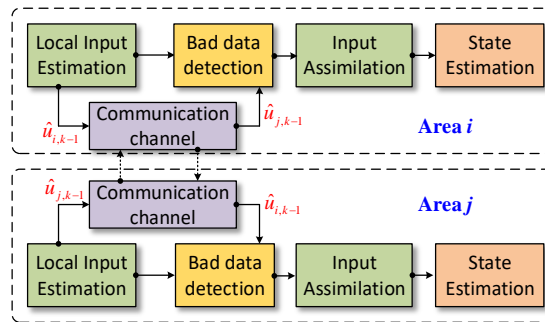 Local Input
Estimation
Bad data
detection
Input
Assimilation
State
Estimation
û_{i,k−1}
Communication
channel
û_{j,k−1}
Area i
û_{j,k−1}
Communication
channel
û_{i,k−1}
Area j
Local Input
Estimation
Bad data
detection
Input
Assimilation
State
Estimation